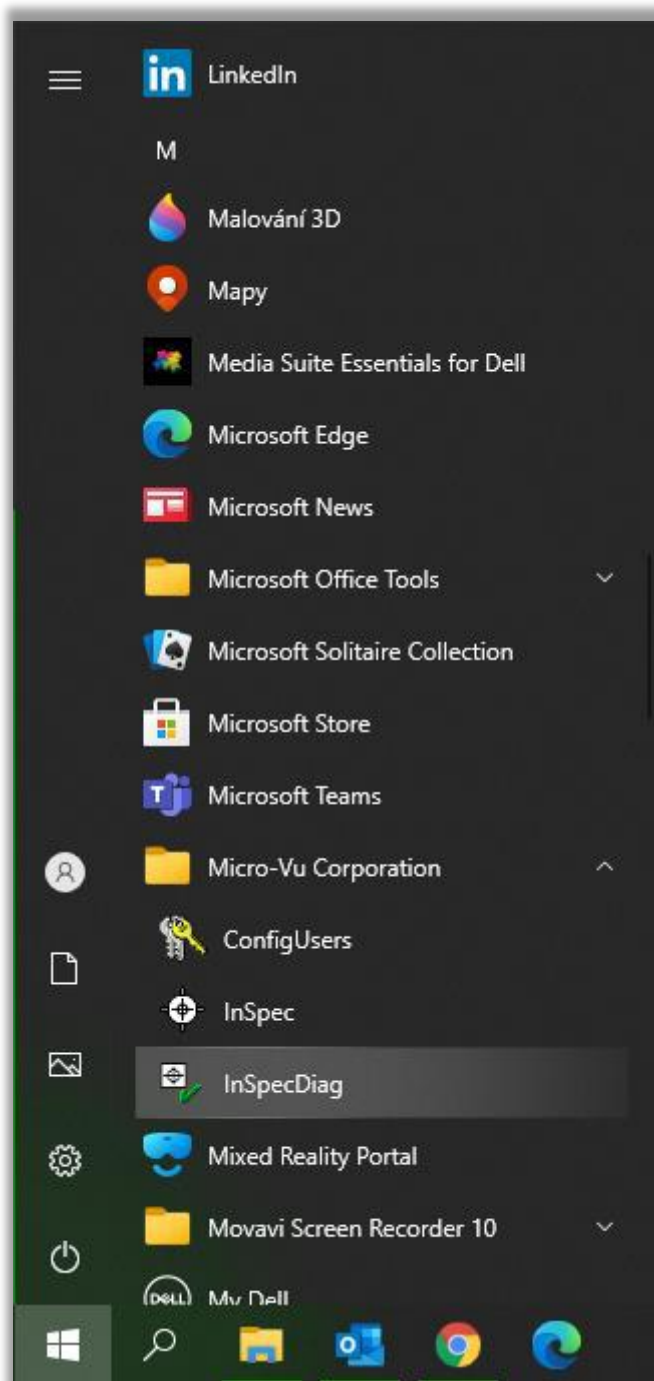 LinkedIn
M
Malování 3D
Mapy
Media Suite Essentials for Dell
Microsoft Edge
Microsoft News
Microsoft Office Tools
Microsoft Solitaire Collection
Microsoft Store
Microsoft Teams
Micro-Vu Corporation
ConfigUsers
InSpec
InSpecDiag
Mixed Reality Portal
Movavi Screen Recorder 10
My Dell